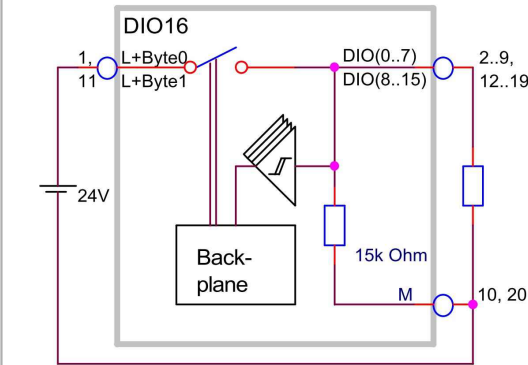 DIO16
1,
11
L+Byte0
L+Byte1
DIO(0..7)
DIO(8..15)
2..9,
12..19
24V
Back-
plane
15k Ohm
M
10, 20